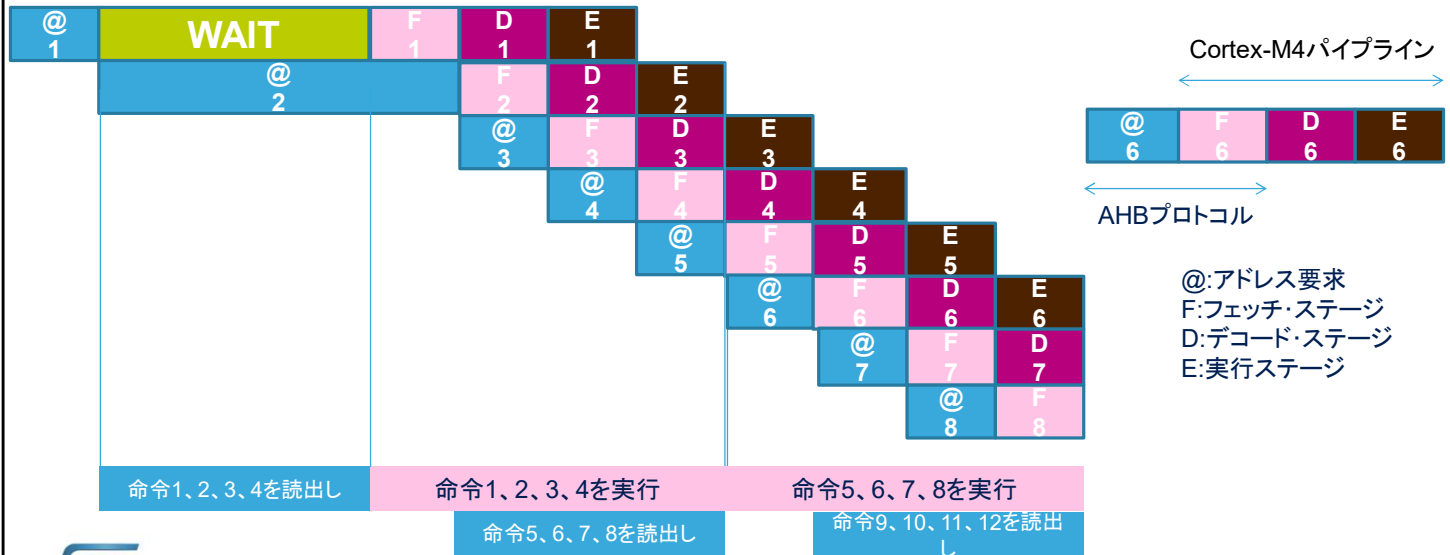 @
1
WAIT
F
1
D
1
E
1
@
2
F
2
D
2
E
2
@
3
F
3
D
3
E
3
@
4
F
4
D
4
E
4
@
5
F
5
D
5
E
5
@
6
F
6
D
6
E
6
@
7
F
7
D
7
@
8
F
8
Cortex-M4パイプライン
@
6
F
6
D
6
E
6
AHBプロトコル
@:アドレス要求
F:フェッチ・ステージ
D:デコード・ステージ
E:実行ステージ
命令1、2、3、4を読出し
命令1、2、3、4を実行
命令5、6、7、8を実行
命令5、6、7、8を読出し
命令9、10、11、12を読出
し